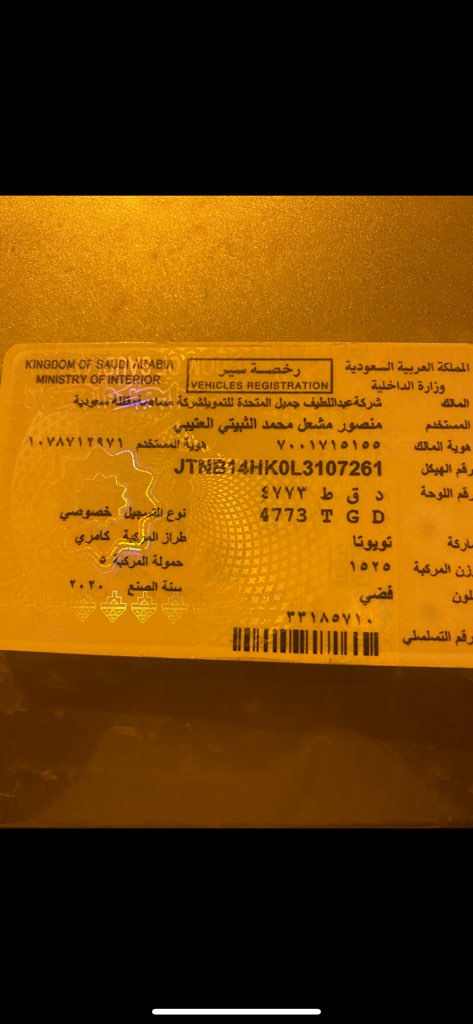 KINGDOM OF SAUDI ARABIA
MINISTRY OF INTERIOR
رخصة سير
VEHICLES REGISTRATION
المملكة العربية السعودية
وزارة الداخلية
المالك شركة عبداللطيف جميل المتحدة للتمويل شركة مساهمة مقفلة سعودية
المستخدم منصور مشعل محمد الثبيتي العتيبي
هوية المالك ٧٠٠١٧١٥١٥٥ هوية المستخدم ١٠٧٨٧١٢٩٧١
رقم الهيكل JTNB14HK0L3107261
رقم اللوحة د ق ط ٤٧٧٣
4773 T G D نوع التسجيل خصوصي
ماركة تويوتا طراز المركبة كامري
وزن المركبة ١٥٢٥ حمولة المركبة ٥
لون فضي سنة الصنع ٢٠٢٠
٣٣١٨٥٧١٠
رقم التسلسلي